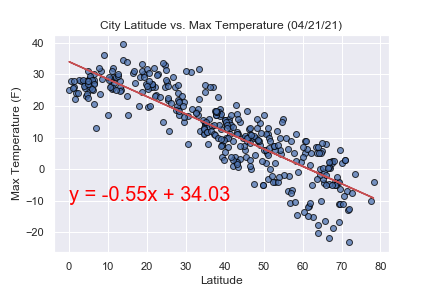 City Latitude vs. Max Temperature (04/21/21)
Max Temperature (F)
40
30
20
10
0
−10
−20
y = -0.55x + 34.03
0 10 20 30 40 50 60 70 80
Latitude